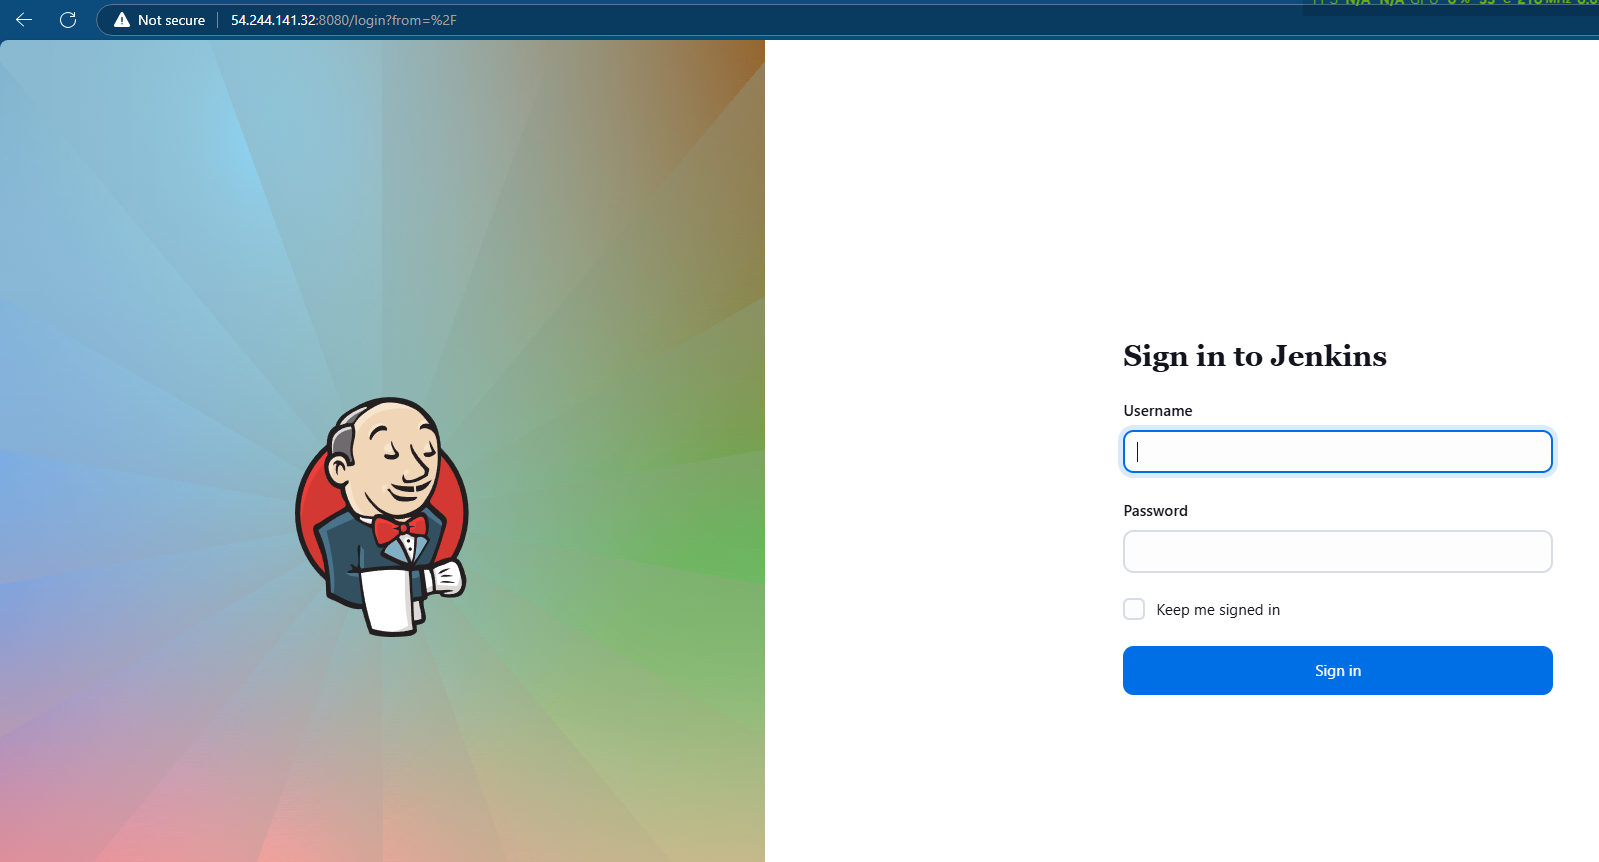 Not secure
54.244.141.32:8080/login?from=%2F
Sign in to Jenkins
Username
Password
Keep me signed in
Sign in